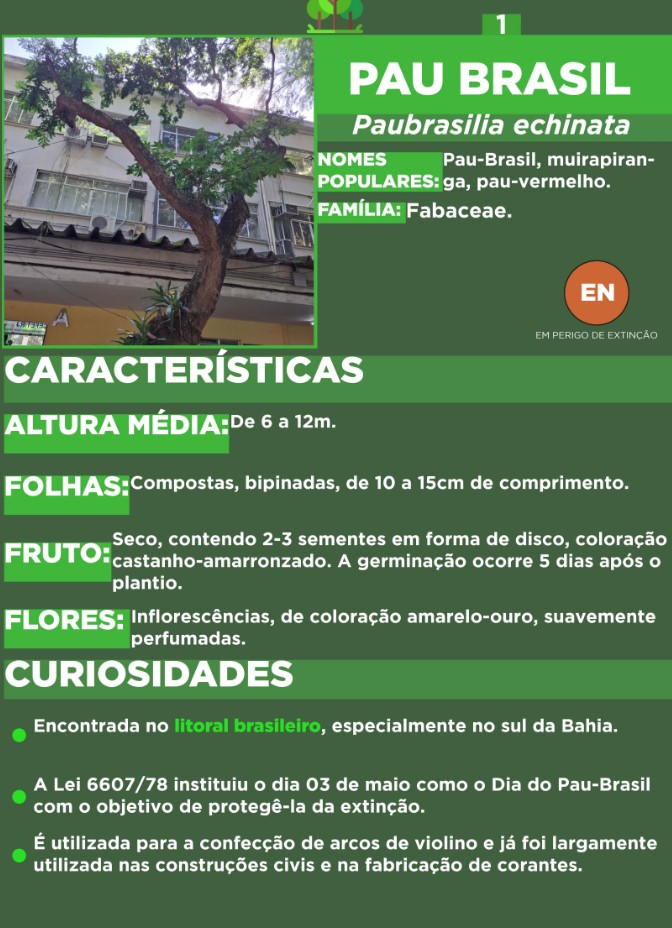 1
PAU BRASIL
Paubrasilia echinata
NOMES POPULARES: Pau-Brasil, muirapiran-
ga, pau-vermelho.
FAMÍLIA: Fabaceae.
EN
EM PERIGO DE EXTINÇÃO
A
CARACTERÍSTICAS
ALTURA MÉDIA: De 6 a 12m.
FOLHAS: Compostas, bipinadas, de 10 a 15cm de comprimento.
FRUTO: Seco, contendo 2-3 sementes em forma de disco, coloração
castanho-amarronzado. A germinação ocorre 5 dias após o
plantio.
FLORES: Inflorescências, de coloração amarelo-ouro, suavemente
perfumadas.
CURIOSIDADES
Encontrada no litoral brasileiro, especialmente no sul da Bahia.
A Lei 6607/78 instituiu o dia 03 de maio como o Dia do Pau-Brasil
com o objetivo de protegê-la da extinção.
É utilizada para a confecção de arcos de violino e já foi largamente
utilizada nas construções civis e na fabricação de corantes.